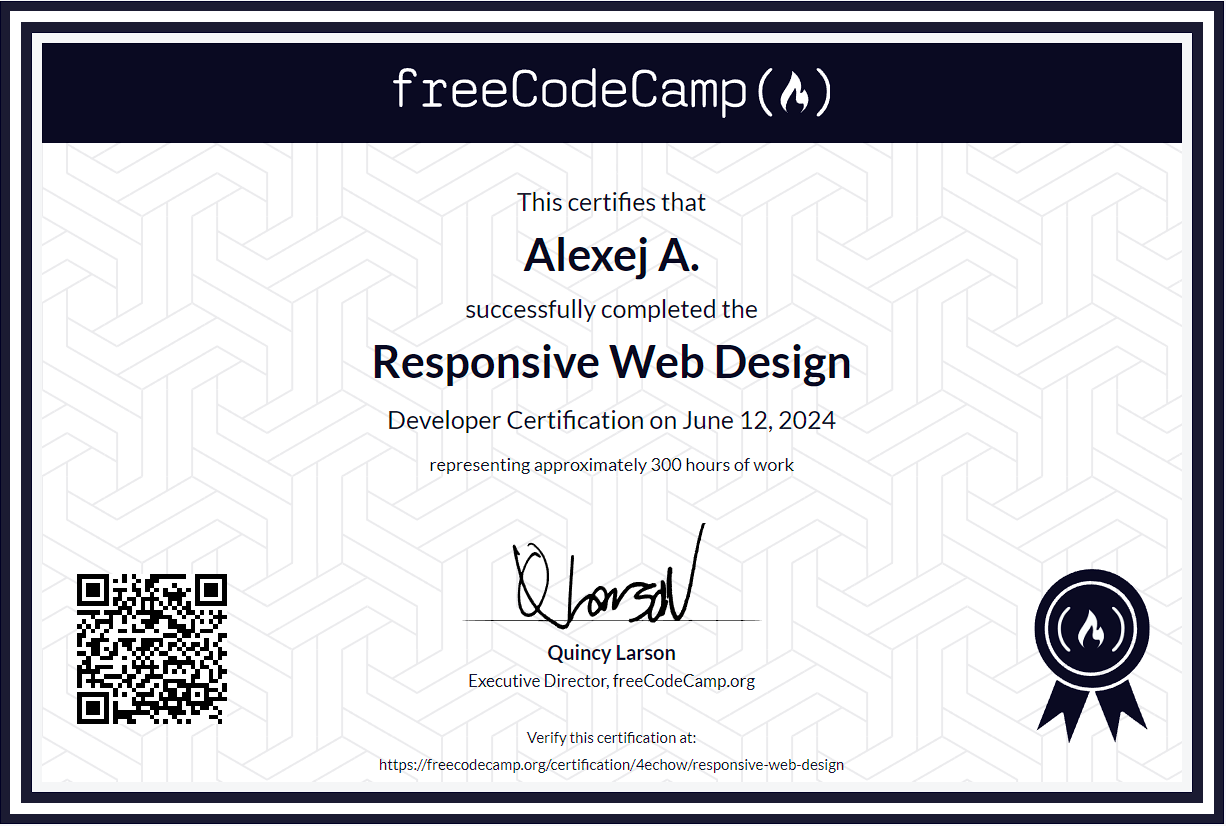 freeCodeCamp
This certifies that
Alexej A.
successfully completed the
Responsive Web Design
Developer Certification on June 12, 2024
representing approximately 300 hours of work
Q Larson
Quincy Larson
Executive Director, freeCodeCamp.org
Verify this certification at:
https://freecodecamp.org/certification/4echow/responsive-web-design